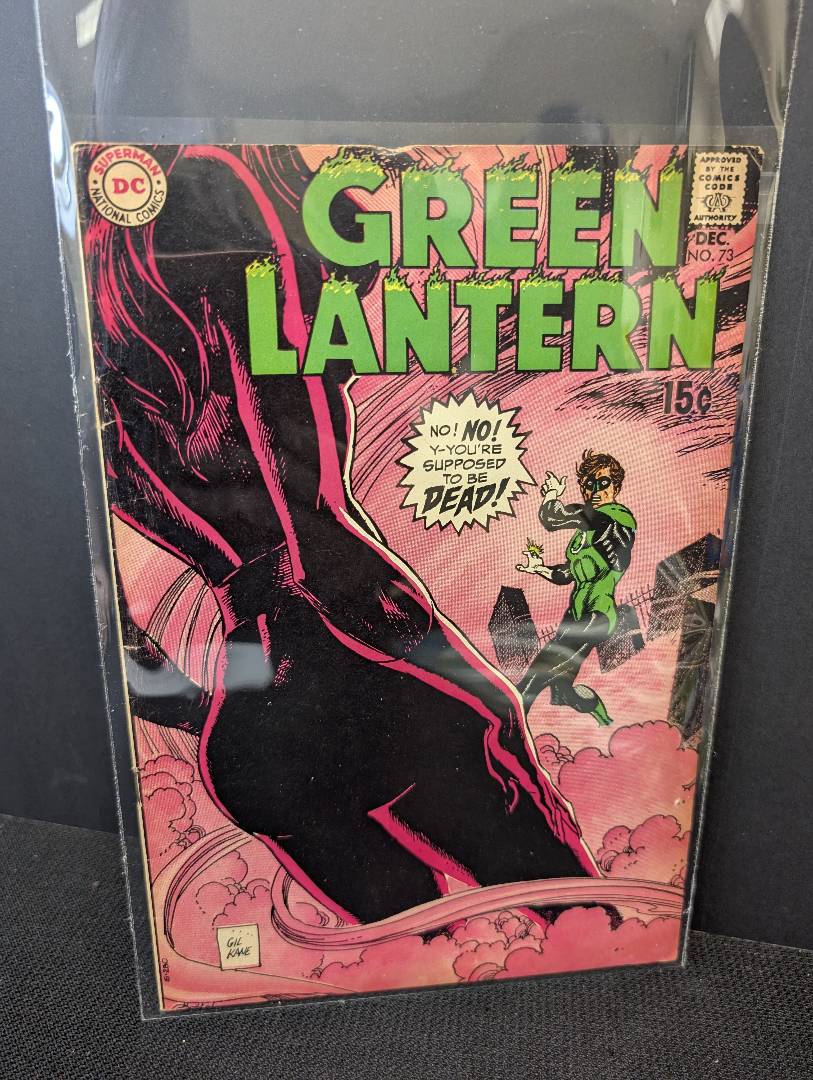 SUPERMAN
DC
NATIONAL COMICS
GREEN
LANTERN
APPROVED
BY THE
COMICS
CODE
CA
AUTHORITY
DEC.
NO. 73
15¢
NO! NO!
Y-YOU'RE
SUPPOSED
TO BE
DEAD!
GIL
KANE